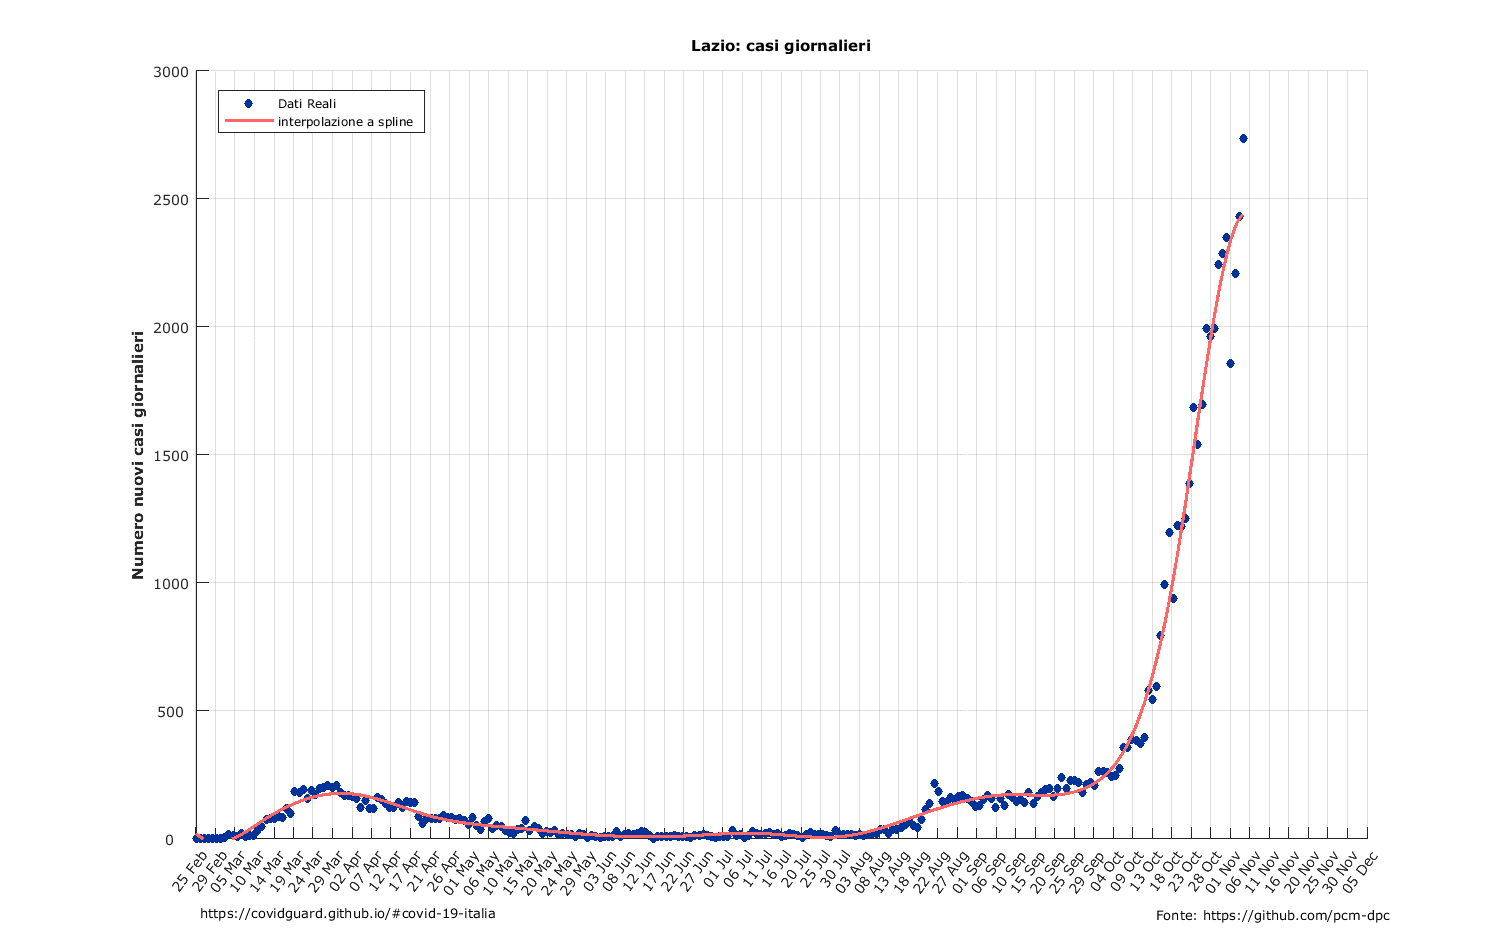 Lazio: casi giornalieri
3000
2500
2000
1500
1000
500
0
Numero nuovi casi giornalieri
Dati Reali
interpolazione a spline
25 Feb
29 Feb
05 Mar
10 Mar
14 Mar
19 Mar
24 Mar
29 Mar
02 Apr
07 Apr
12 Apr
17 Apr
21 Apr
26 Apr
01 May
06 May
10 May
15 May
20 May
24 May
29 May
03 Jun
08 Jun
12 Jun
17 Jun
22 Jun
27 Jun
01 Jul
06 Jul
11 Jul
16 Jul
20 Jul
25 Jul
30 Jul
03 Aug
08 Aug
13 Aug
18 Aug
22 Aug
27 Aug
01 Sep
06 Sep
10 Sep
15 Sep
20 Sep
25 Sep
29 Sep
04 Oct
09 Oct
13 Oct
18 Oct
23 Oct
28 Oct
01 Nov
06 Nov
11 Nov
16 Nov
20 Nov
25 Nov
30 Nov
05 Dec
https://covidguard.github.io/#covid-19-italia
Fonte: https://github.com/pcm-dpc